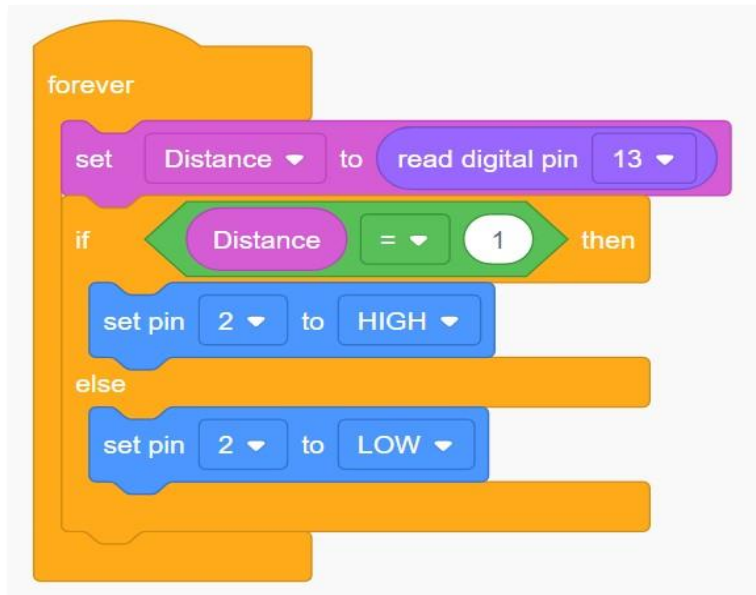 forever
set Distance to read digital pin 13
if Distance = 1 then
set pin 2 to HIGH
else
set pin 2 to LOW